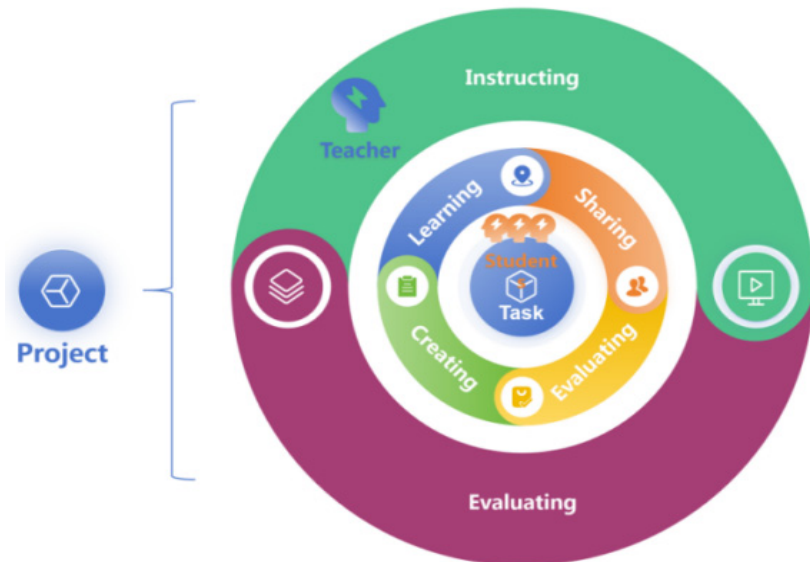 Instructing
Teacher
Learning
Sharing
Student
Task
Project
Creating
Evaluating
Evaluating